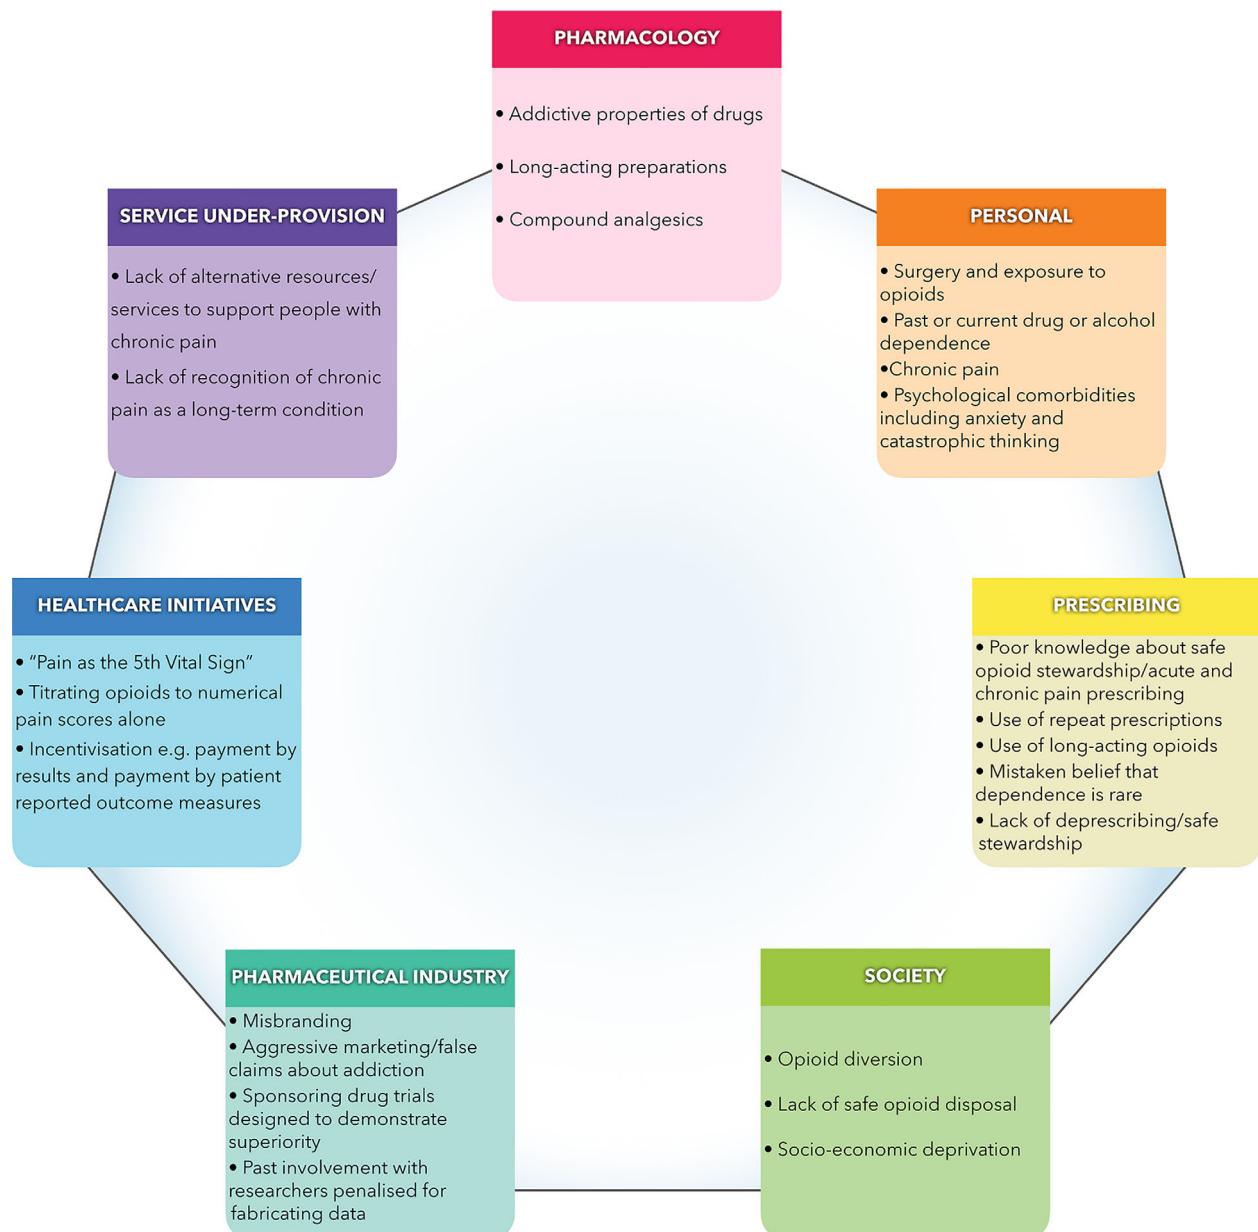 PHARMACOLOGY
• Addictive properties of drugs
• Long-acting preparations
• Compound analgesics
SERVICE UNDER-PROVISION
• Lack of alternative resources/
services to support people with
chronic pain
• Lack of recognition of chronic
pain as a long-term condition
PERSONAL
• Surgery and exposure to
opioids
• Past or current drug or alcohol
dependence
•Chronic pain
• Psychological comorbidities
including anxiety and
catastrophic thinking
HEALTHCARE INITIATIVES
• “Pain as the 5th Vital Sign”
• Titrating opioids to numerical
pain scores alone
• Incentivisation e.g. payment by
results and payment by patient
reported outcome measures
PRESCRIBING
• Poor knowledge about safe
opioid stewardship/acute and
chronic pain prescribing
• Use of repeat prescriptions
• Use of long-acting opioids
• Mistaken belief that
dependence is rare
• Lack of deprescribing/safe
stewardship
PHARMACEUTICAL INDUSTRY
• Misbranding
• Aggressive marketing/false
claims about addiction
• Sponsoring drug trials
designed to demonstrate
superiority
• Past involvement with
researchers penalised for
fabricating data
SOCIETY
• Opioid diversion
• Lack of safe opioid disposal
• Socio-economic deprivation